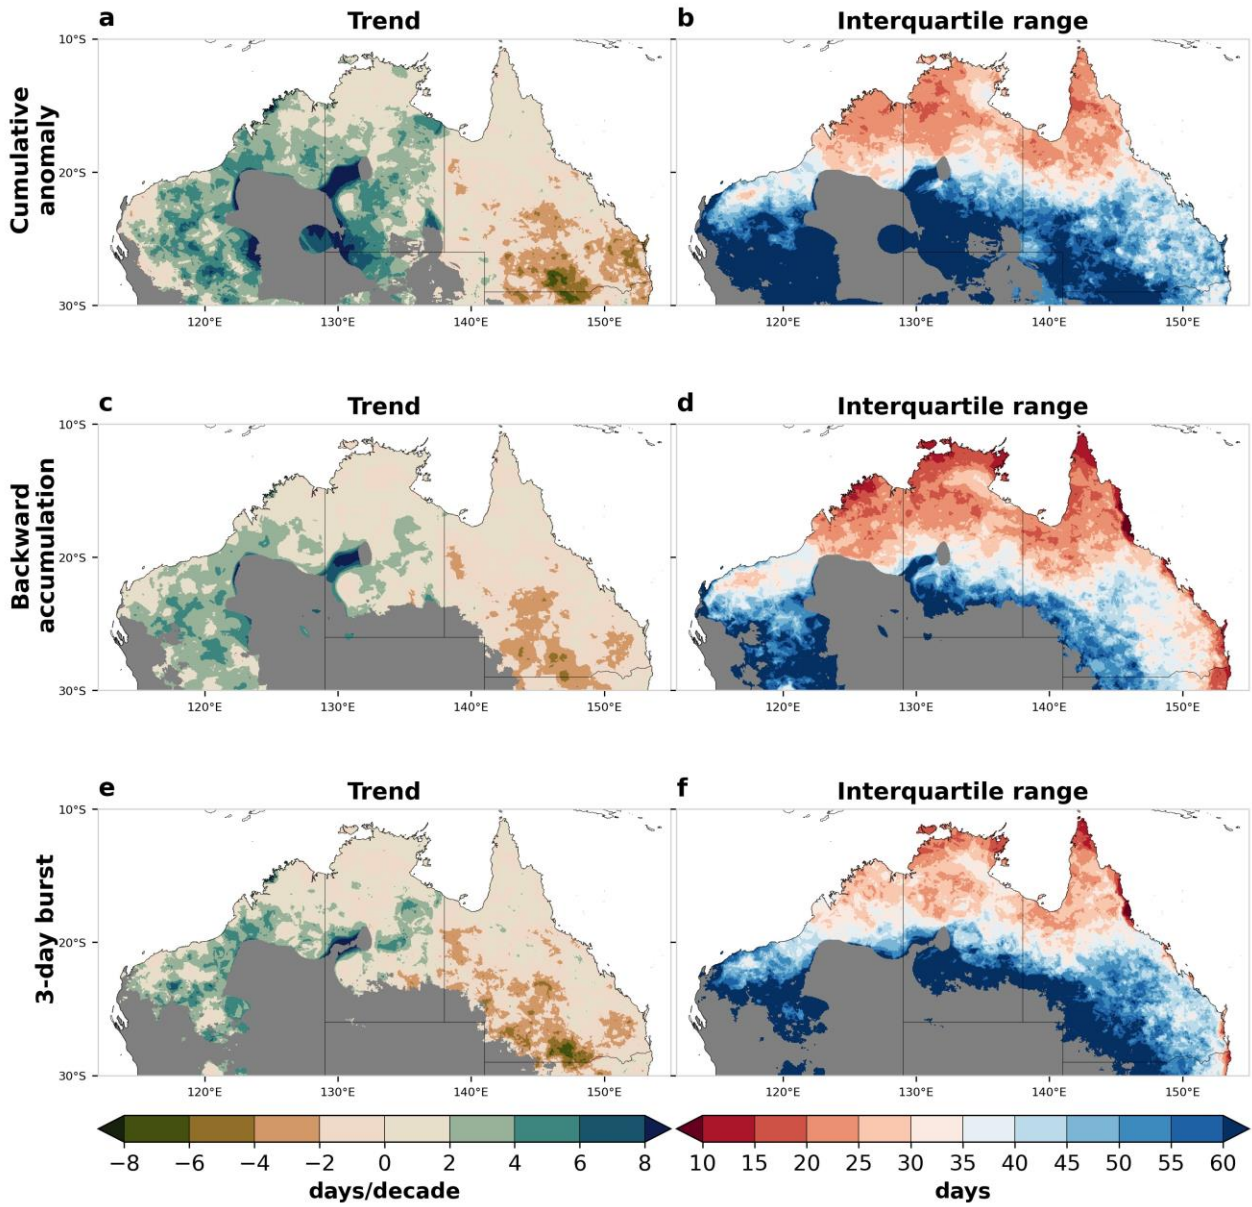 a Trend b Interquartile range
Cumulative
anomaly
10°S
20°S
30°S
120°E 130°E 140°E 150°E 120°E 130°E 140°E 150°E
c Trend d Interquartile range
Backward
accumulation
10°S
20°S
30°S
120°E 130°E 140°E 150°E 120°E 130°E 140°E 150°E
e Trend f Interquartile range
3-day burst
10°S
20°S
30°S
120°E 130°E 140°E 150°E 120°E 130°E 140°E 150°E
−8 −6 −4 −2 0 2 4 6 8 10 15 20 25 30 35 40 45 50 55 60
days/decade days